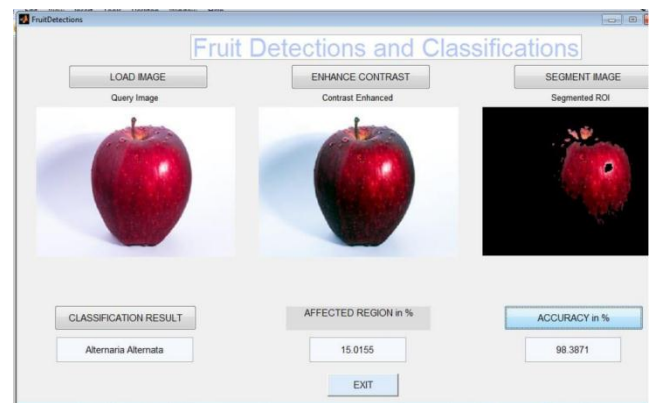 FruitDetections
Fruit Detections and Classifications
LOAD IMAGE
ENHANCE CONTRAST
SEGMENT IMAGE
Query Image
Contrast Enhanced
Segmented ROI
CLASSIFICATION RESULT
AFFECTED REGION in %
ACCURACY in %
Alternaria Alternata
15.0155
98.3871
EXIT